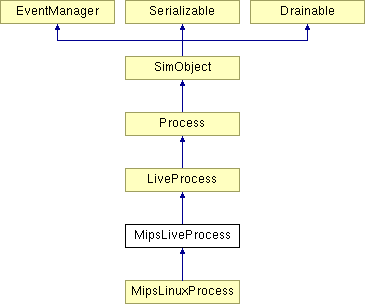 EventManager Serializable Drainable
SimObject
Process
LiveProcess
MipsLiveProcess
MipsLinuxProcess